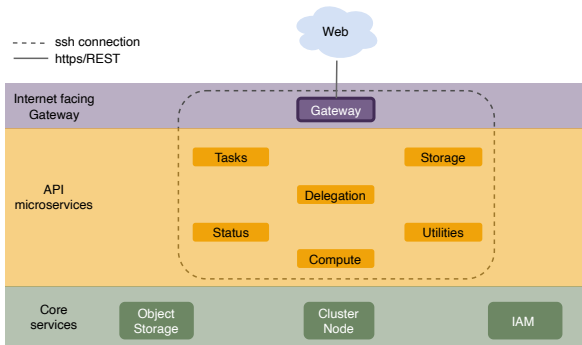 Web
ssh connection
https/REST
Internet facing
Gateway
Gateway
Tasks
Storage
API
microservices
Delegation
Status
Utilities
Compute
Core
services
Object
Storage
Cluster
Node
IAM